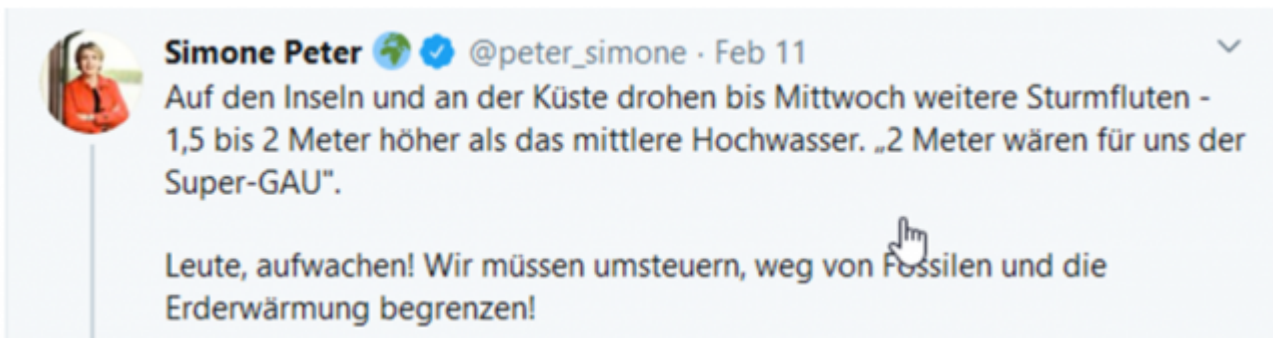 Simone Peter @peter_simone · Feb 11
Auf den Inseln und an der Küste drohen bis Mittwoch weitere Sturmfluten -
1,5 bis 2 Meter höher als das mittlere Hochwasser. „2 Meter wären für uns der
Super-GAU".
Leute, aufwachen! Wir müssen umsteuern, weg von Fossilen und die
Erderwärmung begrenzen!